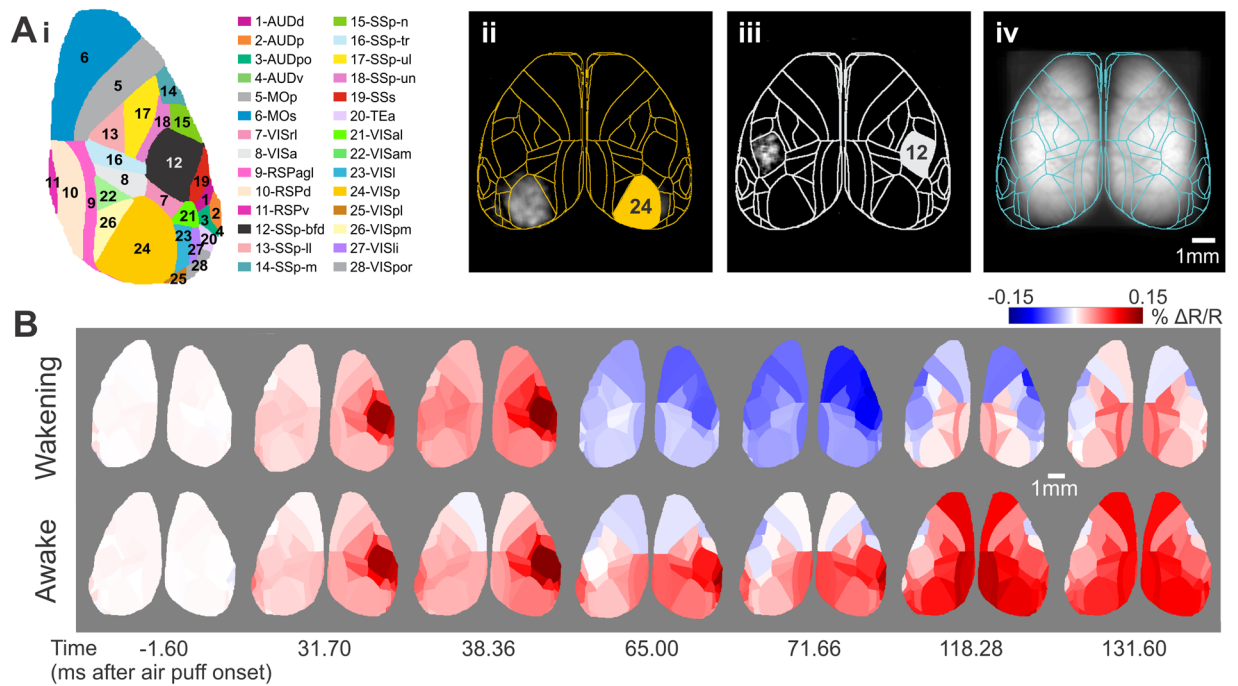 A i
6
5
14
17
18
15
13
12
16
8
19
11
10
9
22
7
1
21
3
2
26
4
20
24
23
27
28
25
1-AUDd
2-AUDp
3-AUDpo
4-AUDv
5-MOp
6-MOs
7-VISrl
8-VISa
9-RSPagl
10-RSPd
11-RSPv
12-SSp-bfd
13-SSp-ll
14-SSp-m
15-SSp-n
16-SSp-tr
17-SSp-ul
18-SSp-un
19-SSs
20-TEa
21-VISal
22-VISam
23-VISl
24-VISp
25-VISpl
26-VISpm
27-VISli
28-VISpor
ii
24
iii
12
iv
1mm
-0.15 0.15
% ΔR/R
B
Wakening
1mm
Awake
Time -1.60 31.70 38.36 65.00 71.66 118.28 131.60
(ms after air puff onset)